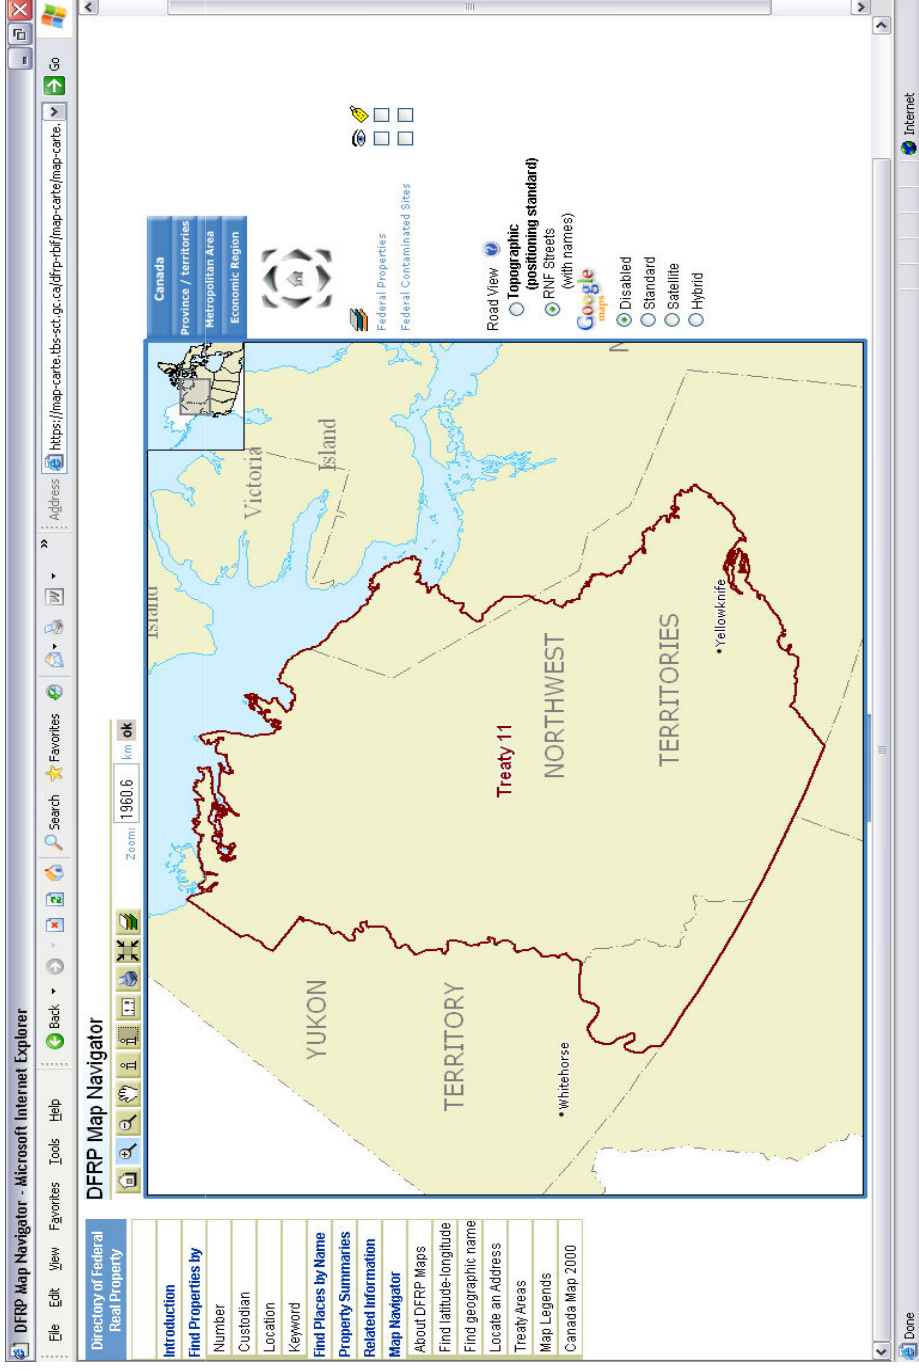 DFRP Map Navigator - Microsoft Internet Explorer
File Edit View Favorites Tools Help
Back Search Favorites » Address https://map-carte.tbs-sct.gc.ca/dfrp-rbif/map-carte/map-carte. Go
Directory of Federal
Real Property
Introduction
Find Properties by
Number
Custodian
Location
Keyword
Find Places by Name
Property Summaries
Related Information
Map Navigator
About DFRP Maps
Find latitude-longitude
Find geographic name
Locate an Address
Treaty Areas
Map Legends
Canada Map 2000
DFRP Map Navigator
Zoom: 1960.6 km ok
Island
Victoria
Island
YUKON
TERRITORY
Treaty 11
NORTHWEST
TERRITORIES
Yellowknife
Whitehorse
N
Canada
Province / territories
Metropolitan Area
Economic Region
Federal Properties
Federal Contaminated Sites
Road View ?
Topographic
(positioning standard)
RNF Streets
(with names)
Google
maps
Disabled
Standard
Satellite
Hybrid
Done
Internet